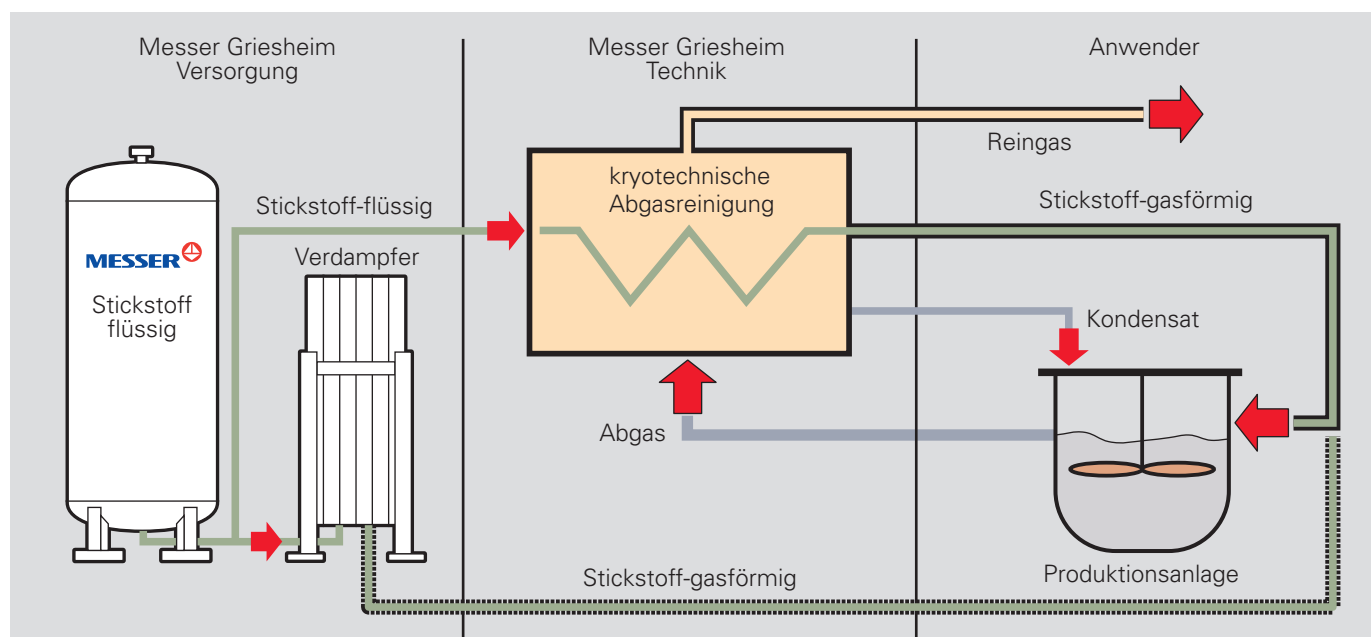 Messer Griesheim
Versorgung
Messer Griesheim
Technik
Anwender
Reingas
kryotechnische
Abgasreinigung
Stickstoff-flüssig
Stickstoff-gasförmig
Verdampfer
MESSER
Stickstoff
flüssig
Kondensat
Abgas
Produktionsanlage
Stickstoff-gasförmig